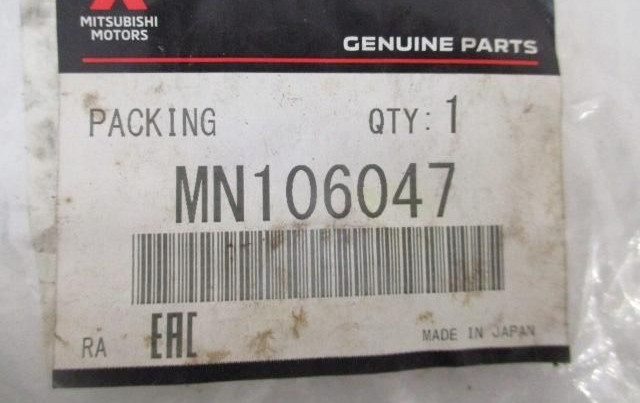 MITSUBISHI
MOTORS
GENUINE PARTS
PACKING QTY: 1
MN106047
RA EAC MADE IN JAPAN